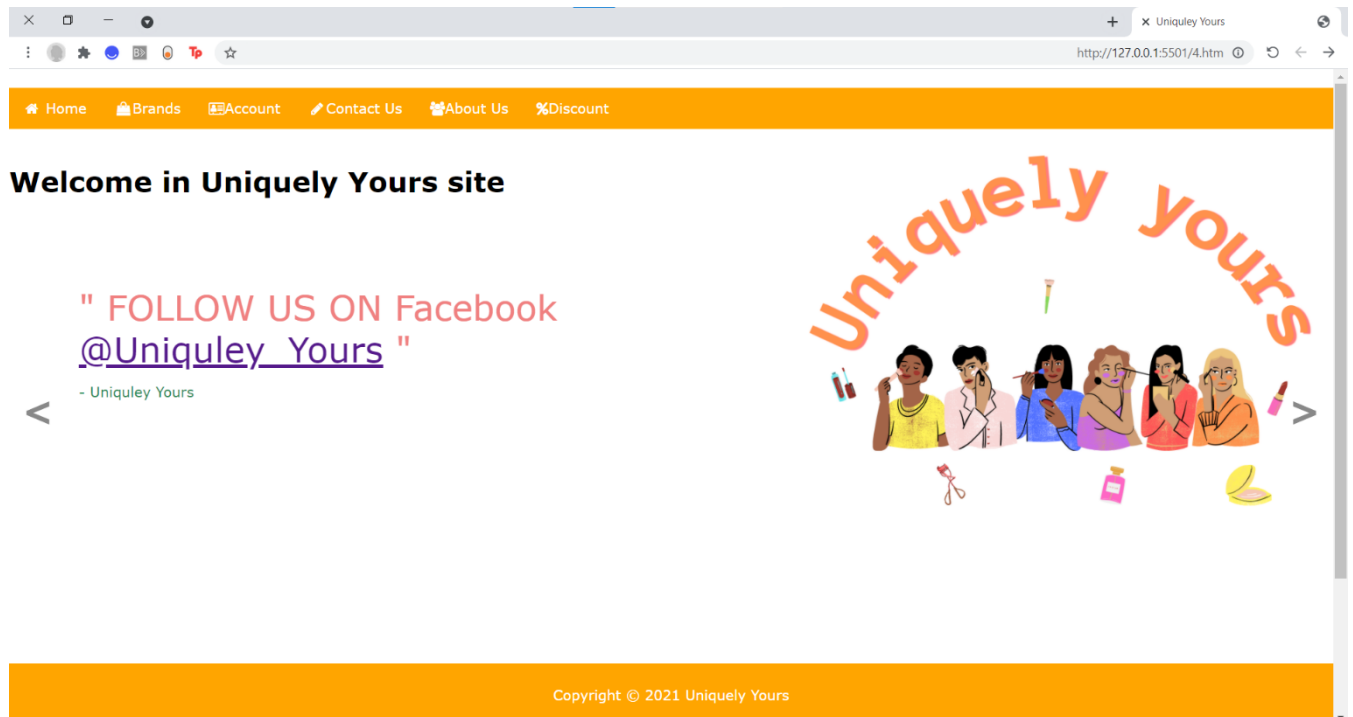 Uniquley Yours
http://127.0.0.1:5501/4.htm
Home Brands Account Contact Us About Us %Discount
Welcome in Uniquely Yours site
Uniquely yours
" FOLLOW US ON Facebook
@Uniquley_Yours "
- Uniquley Yours
< >
Copyright © 2021 Uniquely Yours